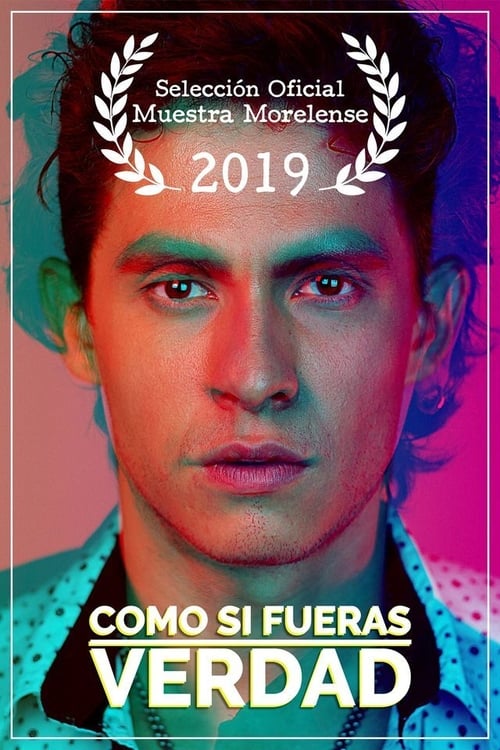 Selección Oficial
Muestra Morelense
2019
COMO SI FUERAS
VERDAD